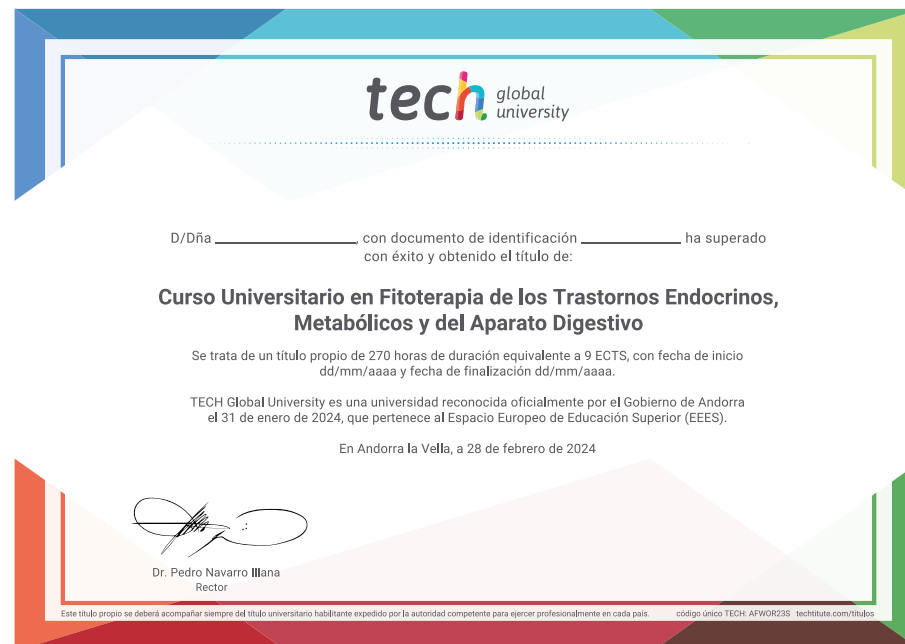 tech global university
D/Dña ____________________, con documento de identificación ______________ ha superado
con éxito y obtenido el título de:
Curso Universitario en Fitoterapia de los Trastornos Endocrinos,
Metabólicos y del Aparato Digestivo
Se trata de un título propio de 270 horas de duración equivalente a 9 ECTS, con fecha de inicio
dd/mm/aaaa y fecha de finalización dd/mm/aaaa.
TECH Global University es una universidad reconocida oficialmente por el Gobierno de Andorra
el 31 de enero de 2024, que pertenece al Espacio Europeo de Educación Superior (EEES).
En Andorra la Vella, a 28 de febrero de 2024
Dr. Pedro Navarro Illana
Rector
Este título propio se deberá acompañar siempre del título universitario habilitante expedido por la autoridad competente para ejercer profesionalmente en cada país. código único TECH: AFWOR23S techtitute.com/titulos